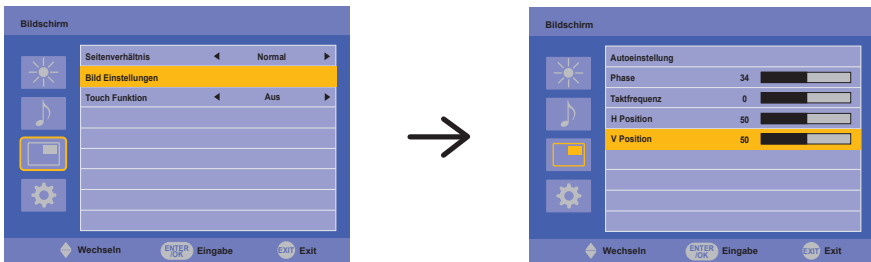 Bildschirm
Seitenverhältnis Normal
Bild Einstellungen
Touch Funktion Aus
Wechseln ENTER /OK Eingabe EXIT Exit
Bildschirm
Autoeinstellung
Phase 34
Taktfrequenz 0
H Position 50
V Position 50
Wechseln ENTER /OK Eingabe EXIT Exit